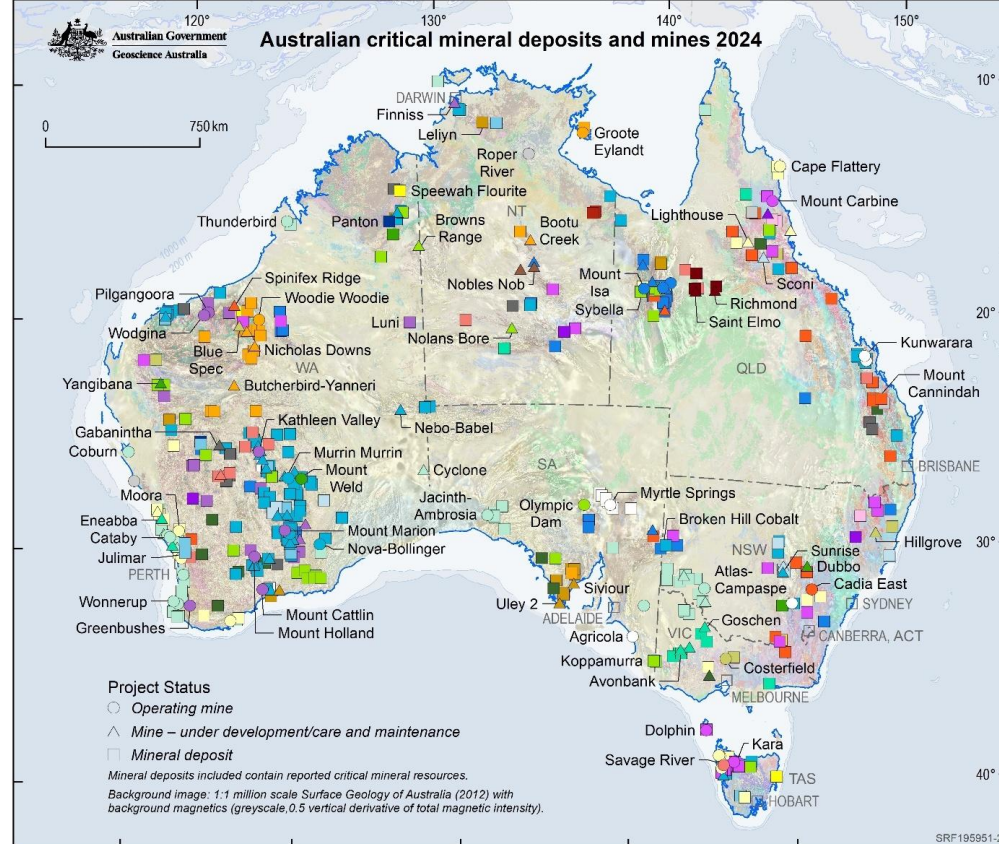 120°
130°
140°
150°
Australian Government
Geoscience Australia
Australian critical mineral deposits and mines 2024
10°
DARWIN
Finniss
0
750 km
Leliyn
Groote
Eylandt
Roper
River
Cape Flattery
Speewah Flourite
Mount Carbine
Thunderbird
Panton
Browns
Range
NT
Bootu
Creek
Lighthouse
1000 m
200 m
Spinifex Ridge
Nobles Nob
Mount
Isa
Sconi
Pilgangoora
Woodie Woodie
Sybella
Richmond
Luni
Saint Elmo
20°
Wodgina
Nolans Bore
Kunwarara
Blue
Spec
Nicholas Downs
WA
QLD
Mount
Cannindah
Yangibana
Butcherbird-Yanneri
Kathleen Valley
Nebo-Babel
Gabanintha
Coburn
Murrin Murrin
Cyclone
SA
BRISBANE
Mount
Weld
Moora
Jacinth-
Ambrosia
Olympic
Dam
Myrtle Springs
Eneabba
Cataby
Mount Marion
Broken Hill Cobalt
Hillgrove
30°
Julimar
Nova-Bollinger
NSW
Sunrise
Dubbo
PERTH
Atlas-
Campaspe
Cadia East
Siviour
Wonnerup
Uley 2
SYDNEY
Mount Cattlin
ADELAIDE
Goschen
Greenbushes
Mount Holland
Agricola
VIC
CANBERRA, ACT
Koppamurra
Costerfield
Avonbank
MELBOURNE
Project Status
Operating mine
Mine – under development/care and maintenance
Mineral deposit
Dolphin
Kara
Savage River
Mineral deposits included contain reported critical mineral resources.
40°
TAS
Background image: 1:1 million scale Surface Geology of Australia (2012) with
background magnetics (greyscale,0.5 vertical derivative of total magnetic intensity).
HOBART